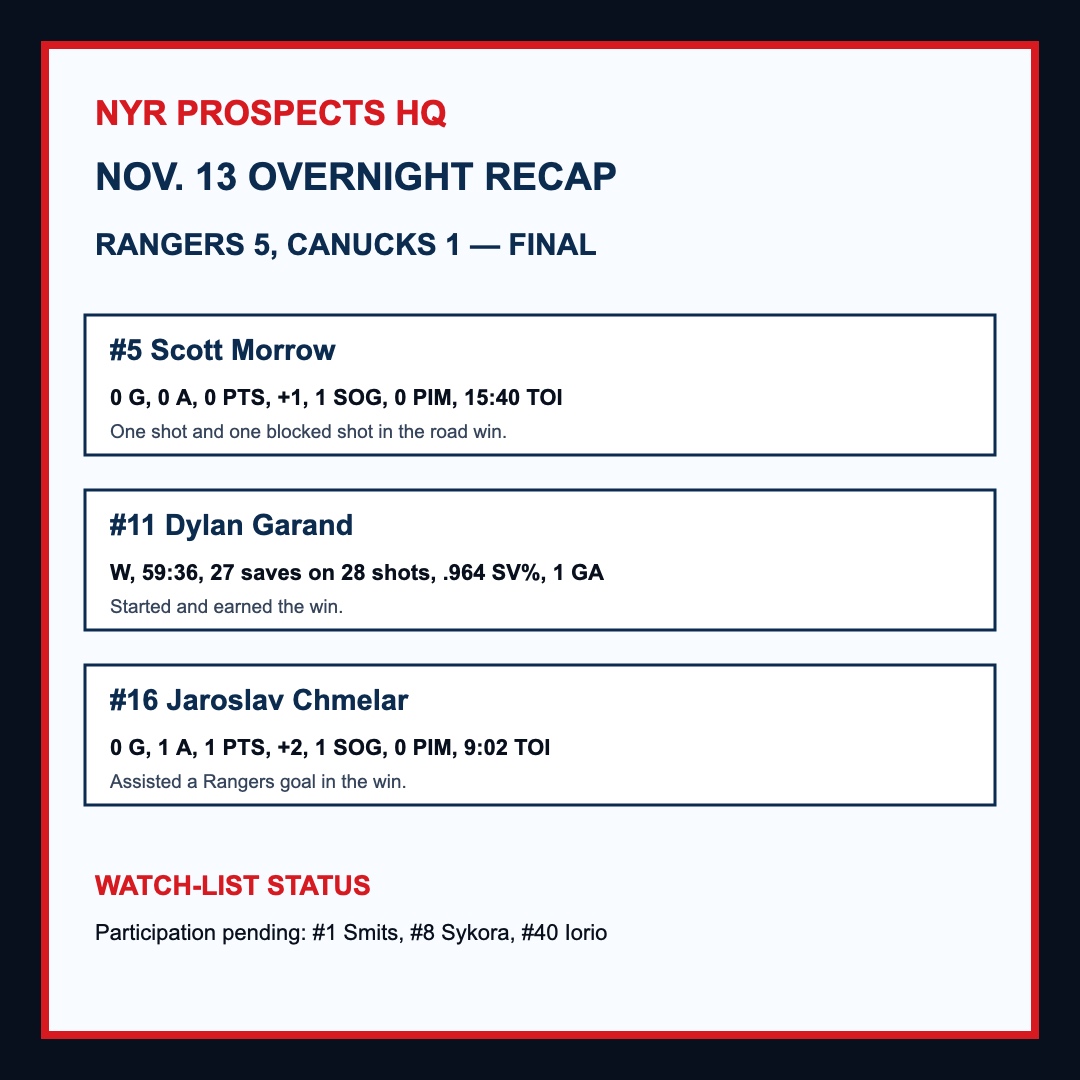 NYR PROSPECTS HQ
NOV. 13 OVERNIGHT RECAP
RANGERS 5, CANUCKS 1 — FINAL
#5 Scott Morrow
0 G, 0 A, 0 PTS, +1, 1 SOG, 0 PIM, 15:40 TOI
One shot and one blocked shot in the road win.
#11 Dylan Garand
W, 59:36, 27 saves on 28 shots, .964 SV%, 1 GA
Started and earned the win.
#16 Jaroslav Chmelar
0 G, 1 A, 1 PTS, +2, 1 SOG, 0 PIM, 9:02 TOI
Assisted a Rangers goal in the win.
WATCH-LIST STATUS
Participation pending: #1 Smits, #8 Sykora, #40 Iorio